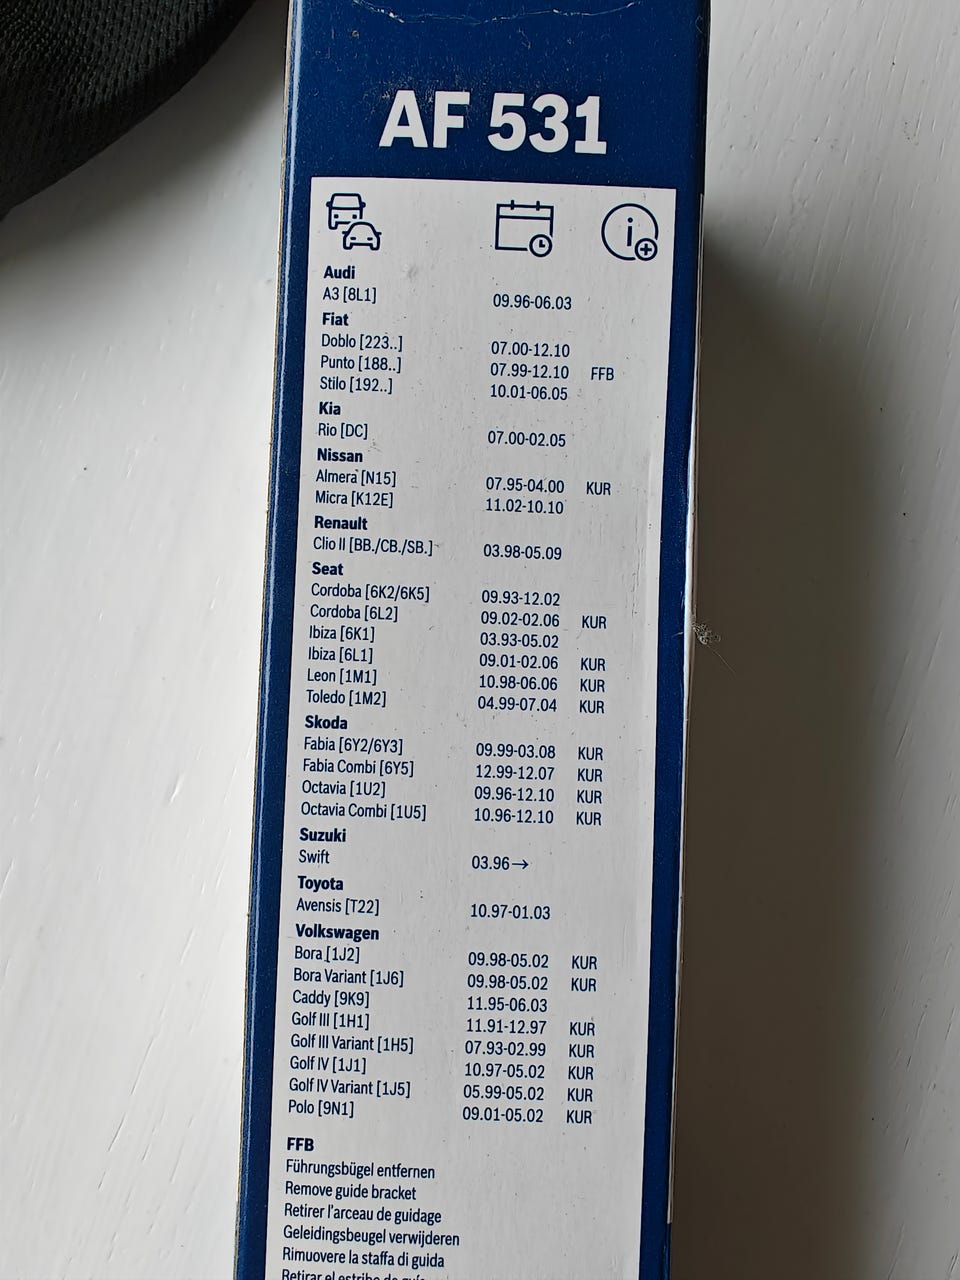 AF 531
Audi
A3 [8L1] 09.96-06.03
Fiat
Doblo [223..] 07.00-12.10
Punto [188..] 07.99-12.10 FFB
Stilo [192..] 10.01-06.05
Kia
Rio [DC] 07.00-02.05
Nissan
Almera [N15] 07.95-04.00 KUR
Micra [K12E] 11.02-10.10
Renault
Clio II [BB./CB./SB.] 03.98-05.09
Seat
Cordoba [6K2/6K5] 09.93-12.02
Cordoba [6L2] 09.02-02.06 KUR
Ibiza [6K1] 03.93-05.02
Ibiza [6L1] 09.01-02.06 KUR
Leon [1M1] 10.98-06.06 KUR
Toledo [1M2] 04.99-07.04 KUR
Skoda
Fabia [6Y2/6Y3] 09.99-03.08 KUR
Fabia Combi [6Y5] 12.99-12.07 KUR
Octavia [1U2] 09.96-12.10 KUR
Octavia Combi [1U5] 10.96-12.10 KUR
Suzuki
Swift 03.96→
Toyota
Avensis [T22] 10.97-01.03
Volkswagen
Bora [1J2] 09.98-05.02 KUR
Bora Variant [1J6] 09.98-05.02 KUR
Caddy [9K9] 11.95-06.03
Golf III [1H1] 11.91-12.97 KUR
Golf III Variant [1H5] 07.93-02.99 KUR
Golf IV [1J1] 10.97-05.02 KUR
Golf IV Variant [1J5] 05.99-05.02 KUR
Polo [9N1] 09.01-05.02 KUR
FFB
Führungsbügel entfernen
Remove guide bracket
Retirer l'arceau de guidage
Geleidingsbeugel verwijderen
Rimuovere la staffa di guida
Retirar el estribo de